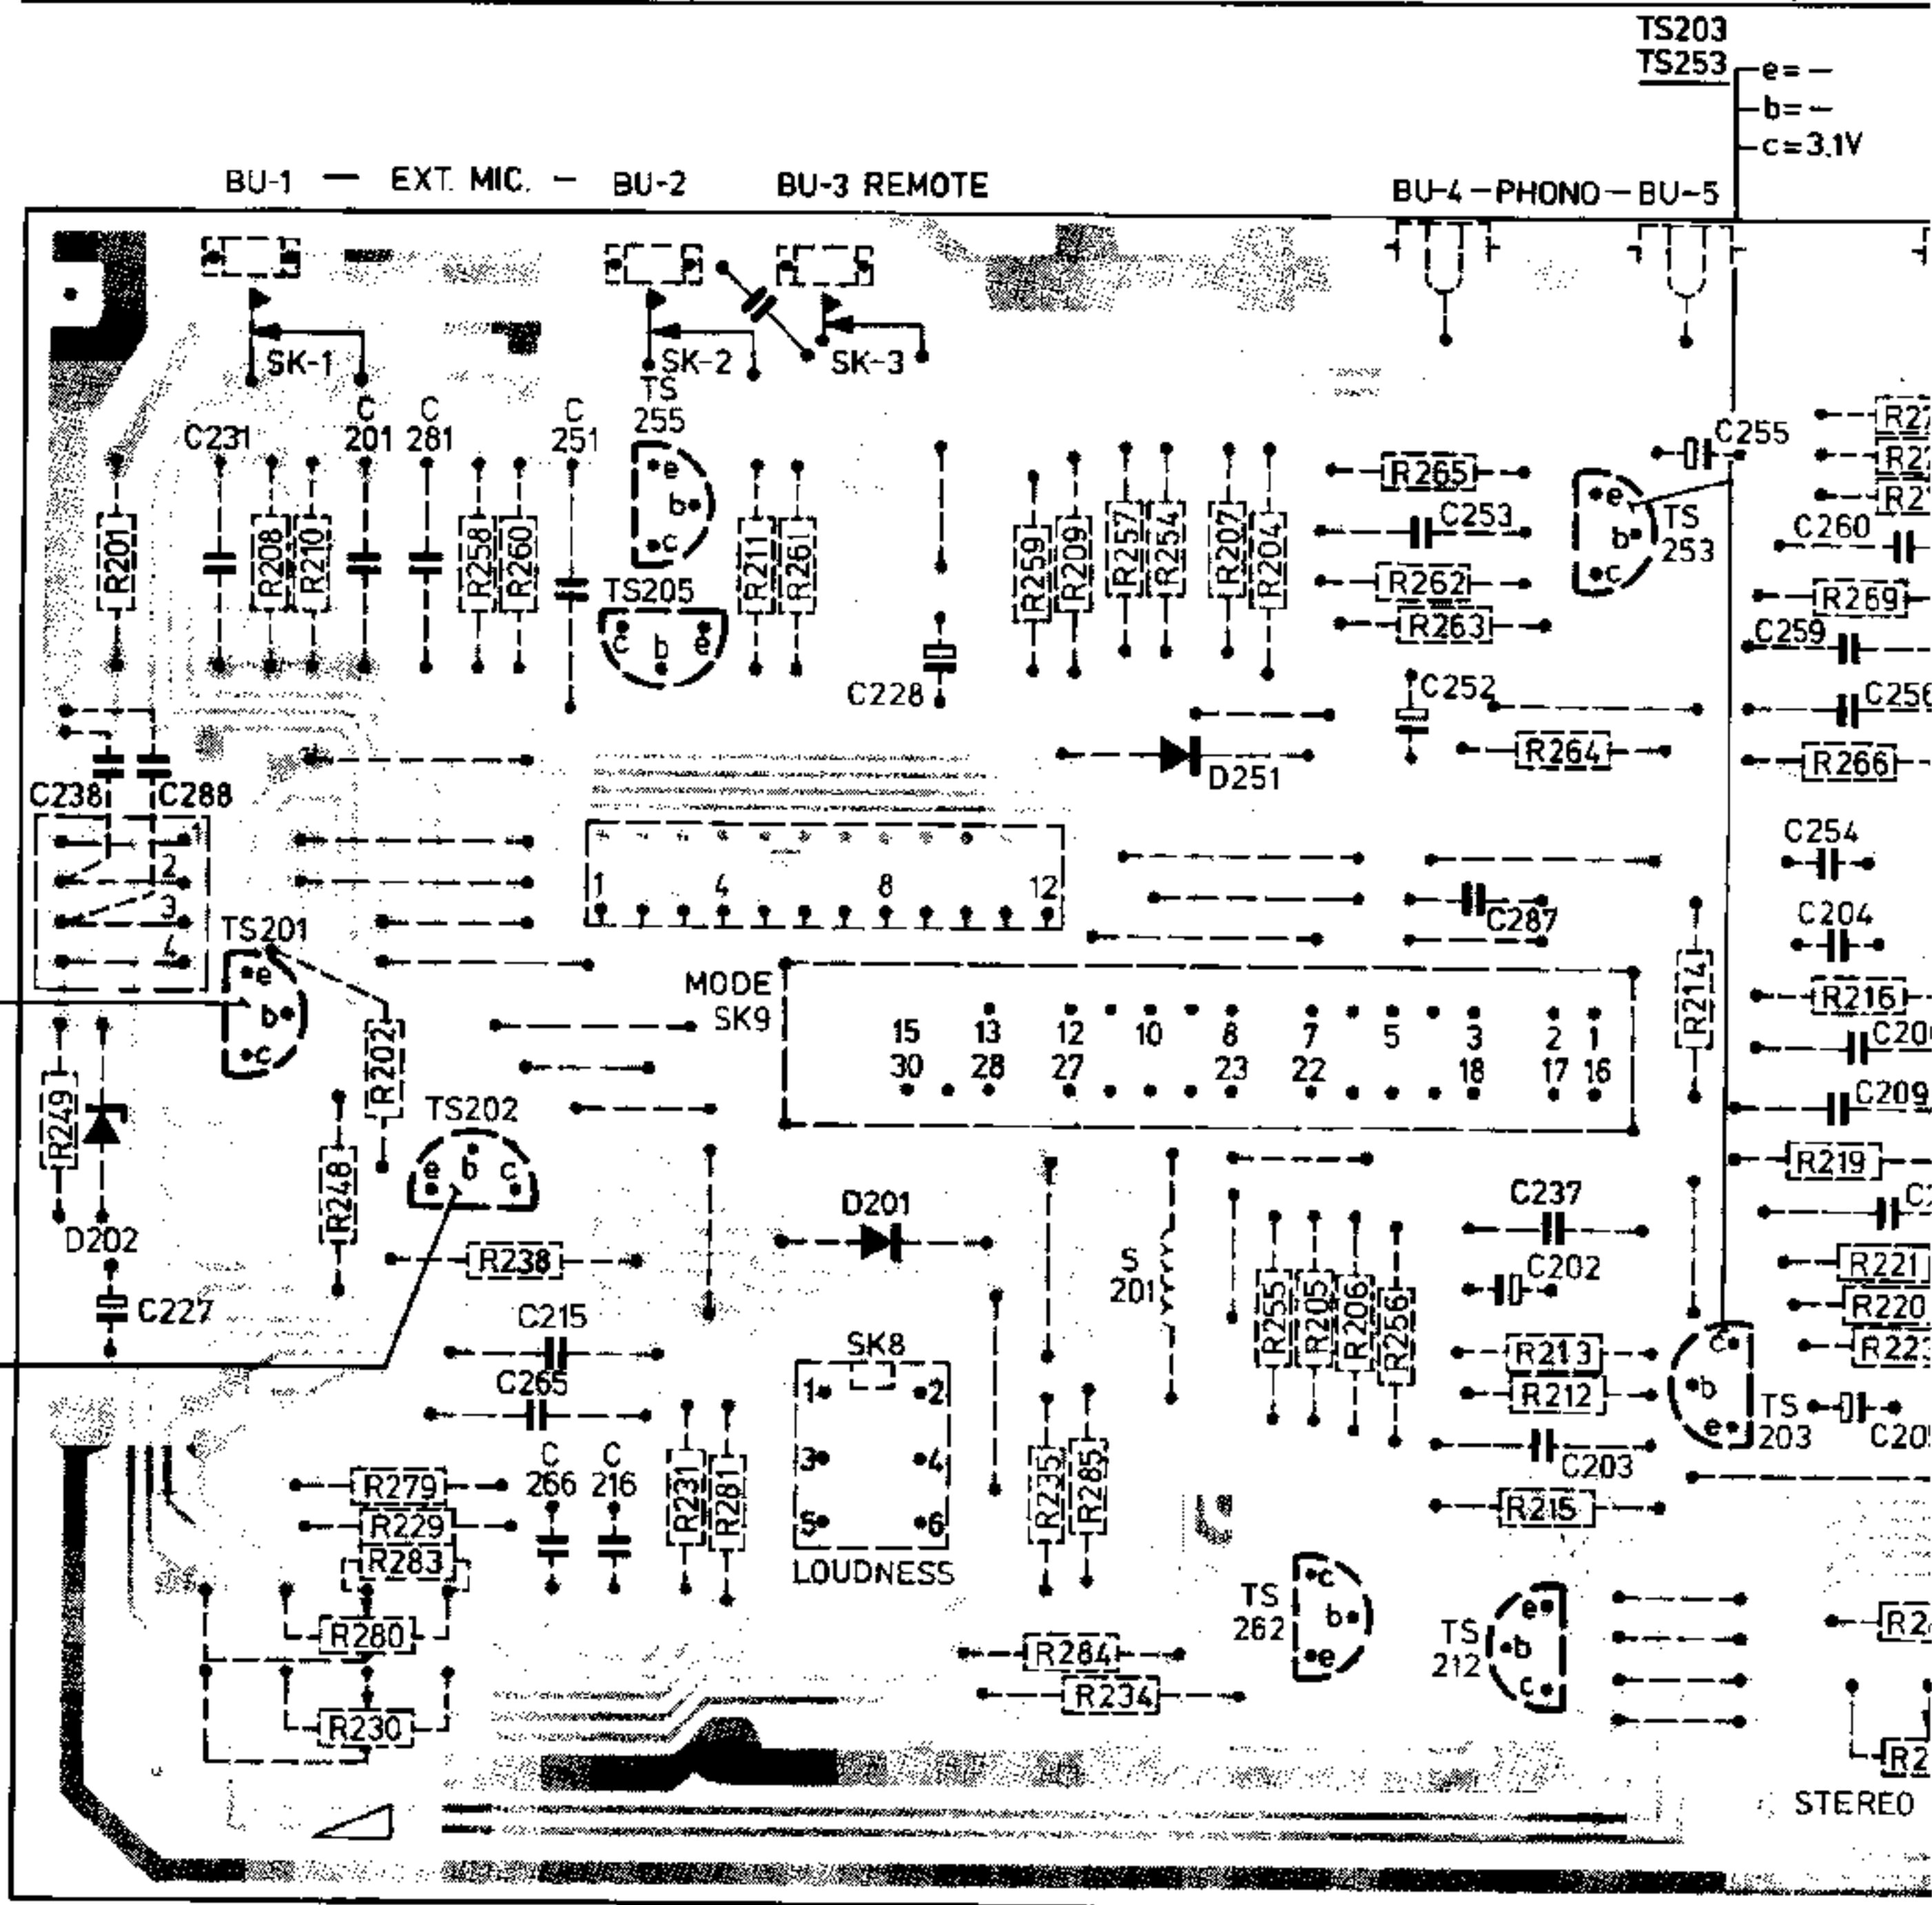 TS203
TS253
e= —
b= —
c=3.1V
BU-1 — EXT. MIC. – BU-2
BU-3 REMOTE
BU-4-PHONO-BU-5
SK-1
SK-2
SK-3
C231
C
201
C
281
C
251
TS
255
e
b
c
C255
R265
C253
e
b
c
TS
253
R201
R208
R210
R258
R260
TS205
c
b
e
R211
R261
R259
R209
R257
R254
R207
R204
R262
R263
C260
R269
C259
C228
C252
C256
D251
R264
R266
C238
C288
1
2
3
4
1
4
8
12
C254
C287
C204
TS201
e
b
c
MODE
SK9
15
13
12
10
8
7
5
3
2
1
30
28
27
23
22
18
17
16
R214
R216
R202
R249
C209
TS202
e
b
c
R248
R219
D202
D201
C237
R238
S
201
C202
R221
C227
C215
R255
R205
R206
R256
R220
SK8
1
2
3
4
5
6
LOUDNESS
C265
R213
R212
c
b
e
TS
203
C203
R279
R229
R283
C
266
C
216
R231
R281
R235
R285
R215
TS
262
c
b
e
TS
212
e
b
c
R280
R284
R234
R230
STEREO